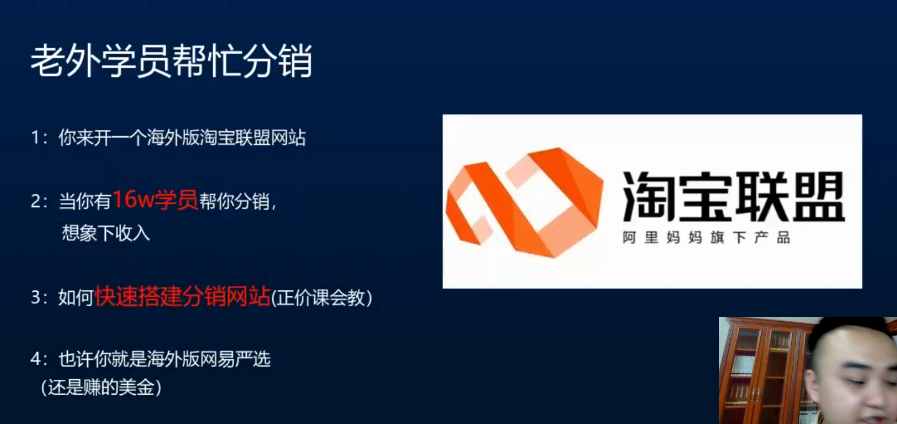 老外学员帮忙分销
1：你来开一个海外版淘宝联盟网站
2：当你有16w学员帮你分销，
想象下收入
3：如何快速搭建分销网站(正价课会教）
4：也许你就是海外版网易严选
（还是赚的美金）
淘宝联盟
阿里妈妈旗下产品